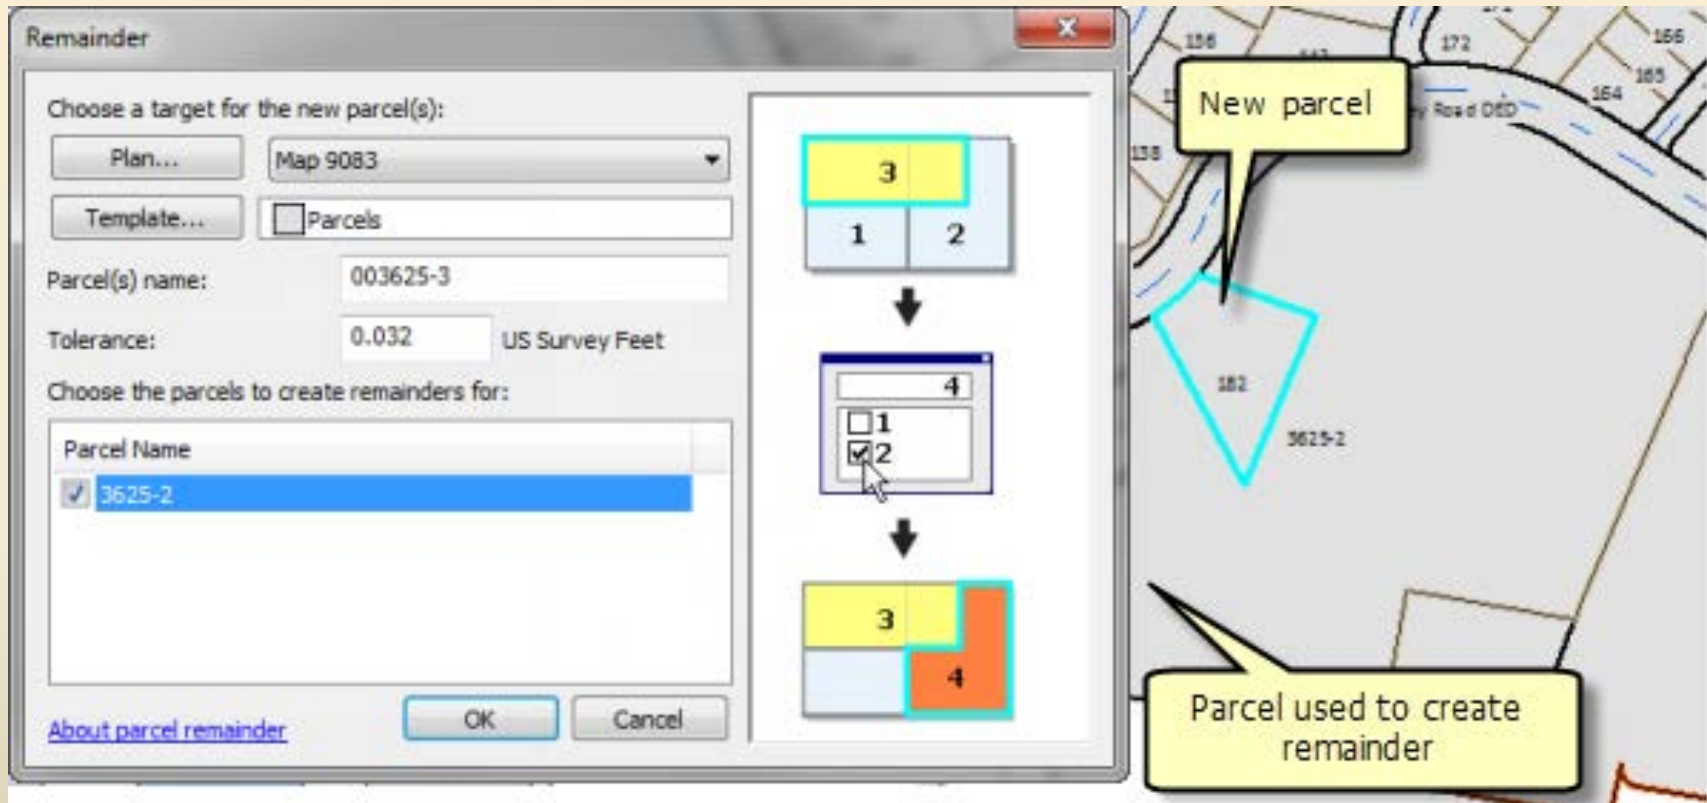 Remainder
x
Choose a target for the new parcel(s):
Plan...
Map 9083
Template...
Parcels
Parcel(s) name:
003625-3
Tolerance:
0.032
US Survey Feet
Choose the parcels to create remainders for:
Parcel Name
3625-2
About parcel remainder
OK
Cancel
3
1 2
4
1
2
3
4
136
172
166
165
164
138
New parcel
Road DED
182
3625-2
Parcel used to create
remainder